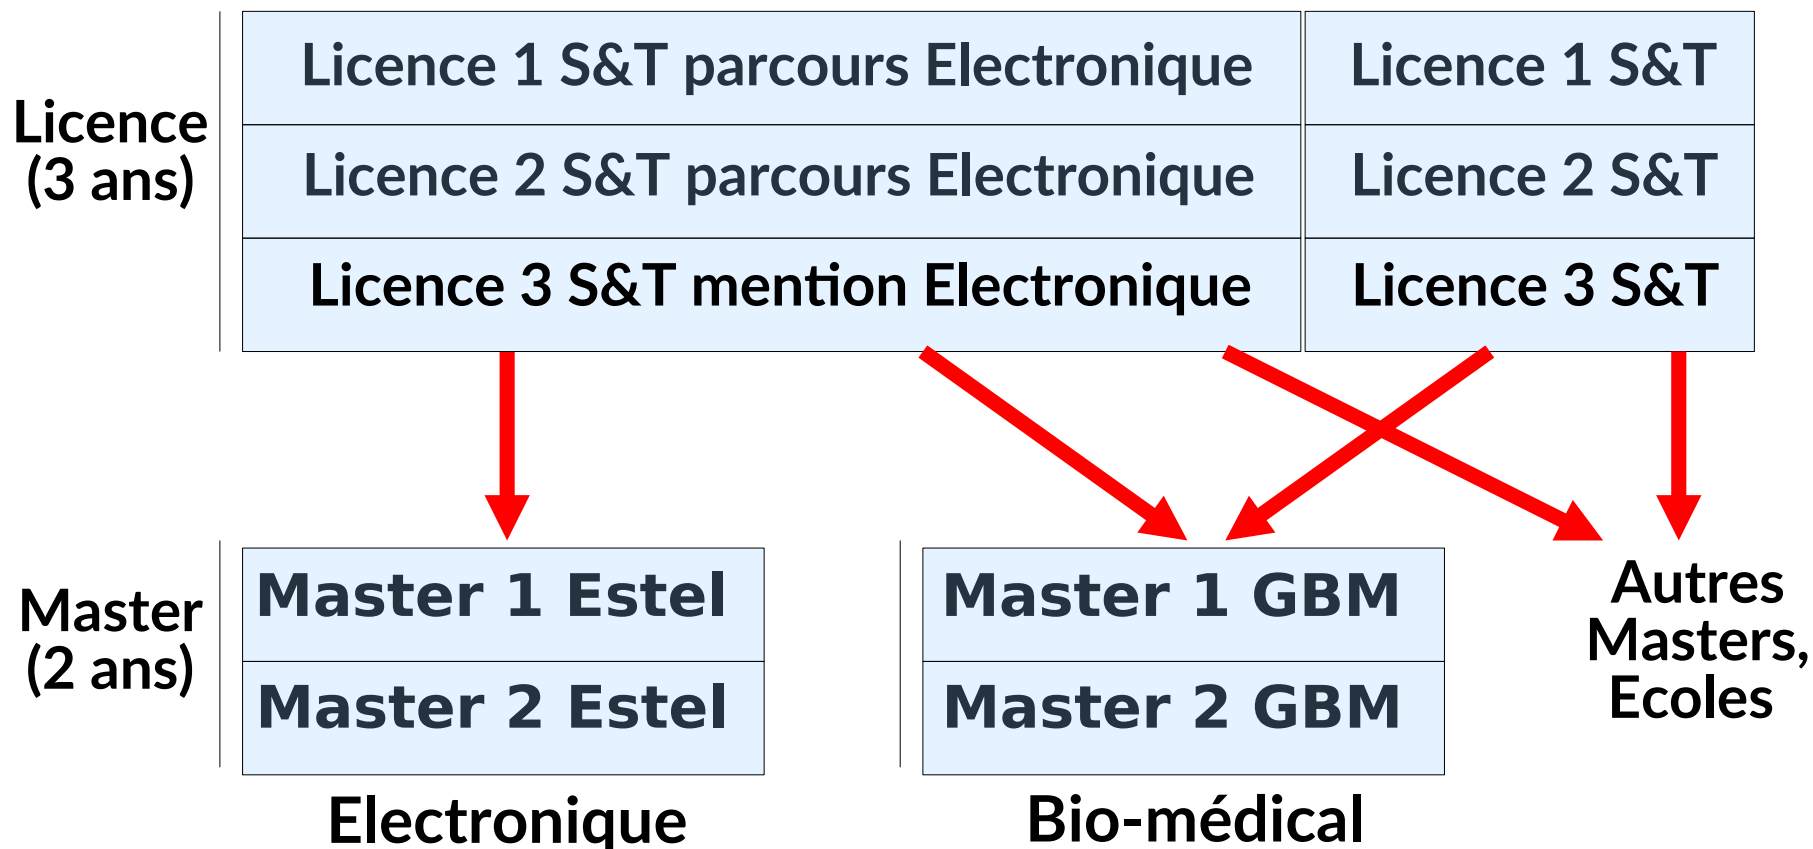 Licence
(3 ans)
Licence 1 S&T parcours Electronique
Licence 1 S&T
Licence 2 S&T parcours Electronique
Licence 2 S&T
Licence 3 S&T mention Electronique
Licence 3 S&T
Master
(2 ans)
Master 1 Estel
Master 2 Estel
Electronique
Master 1 GBM
Master 2 GBM
Bio-médical
Autres
Masters,
Ecoles